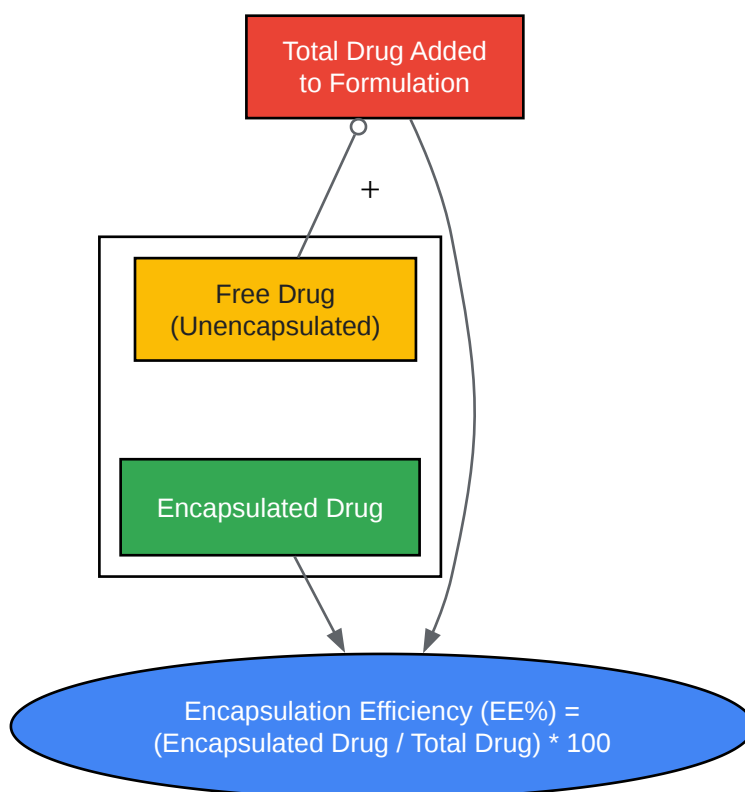 Total Drug Added
to Formulation
+
Free Drug
(Unencapsulated)
Encapsulated Drug
Encapsulation Efficiency (EE%) =
(Encapsulated Drug / Total Drug) * 100